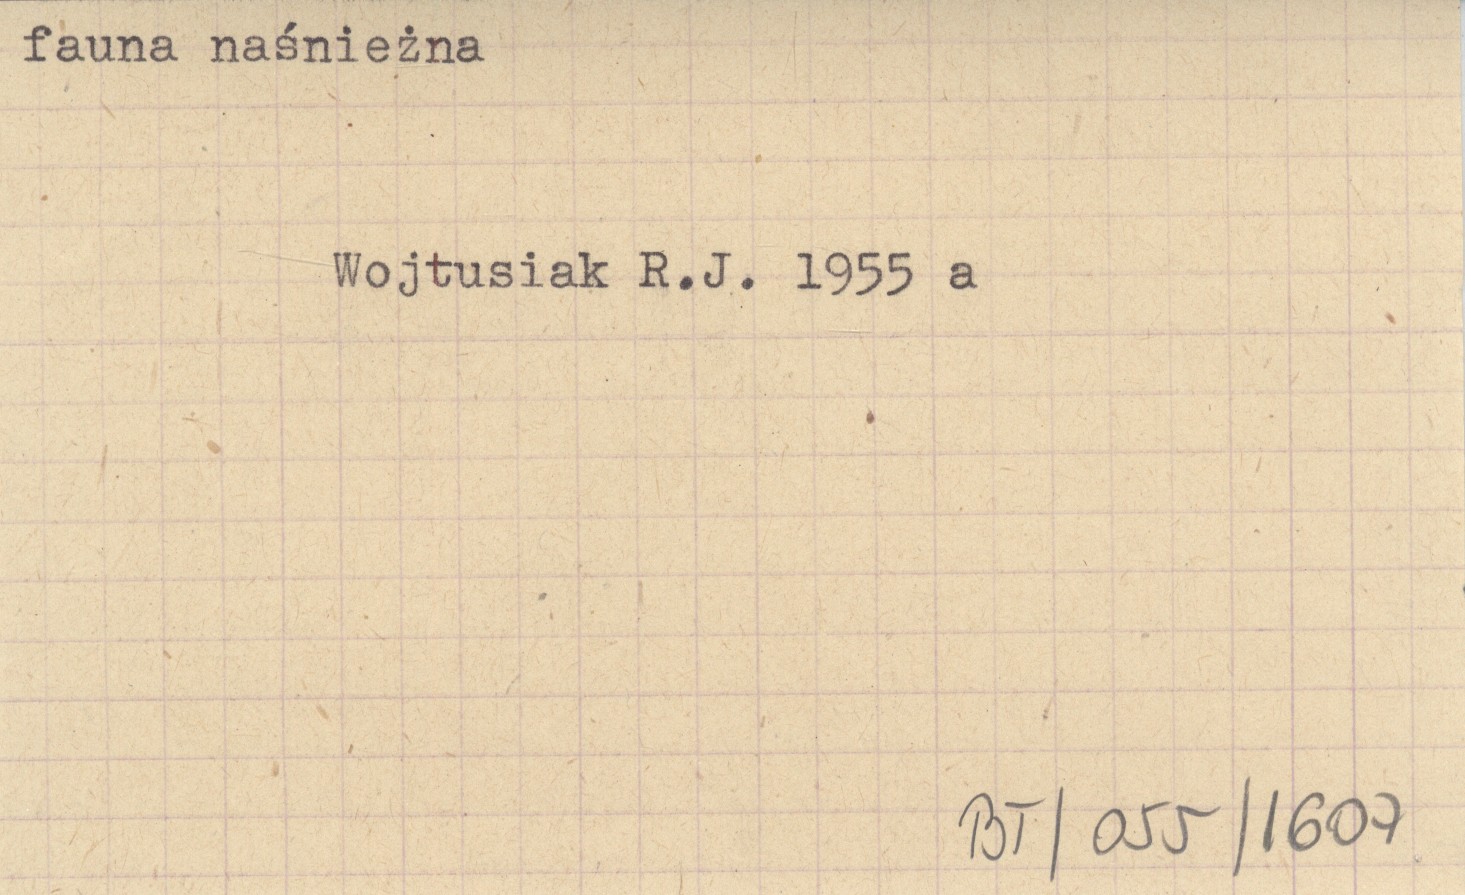 fauna naśnieżna
Wojtusiak R.J. 1955 a
BT/055/1607